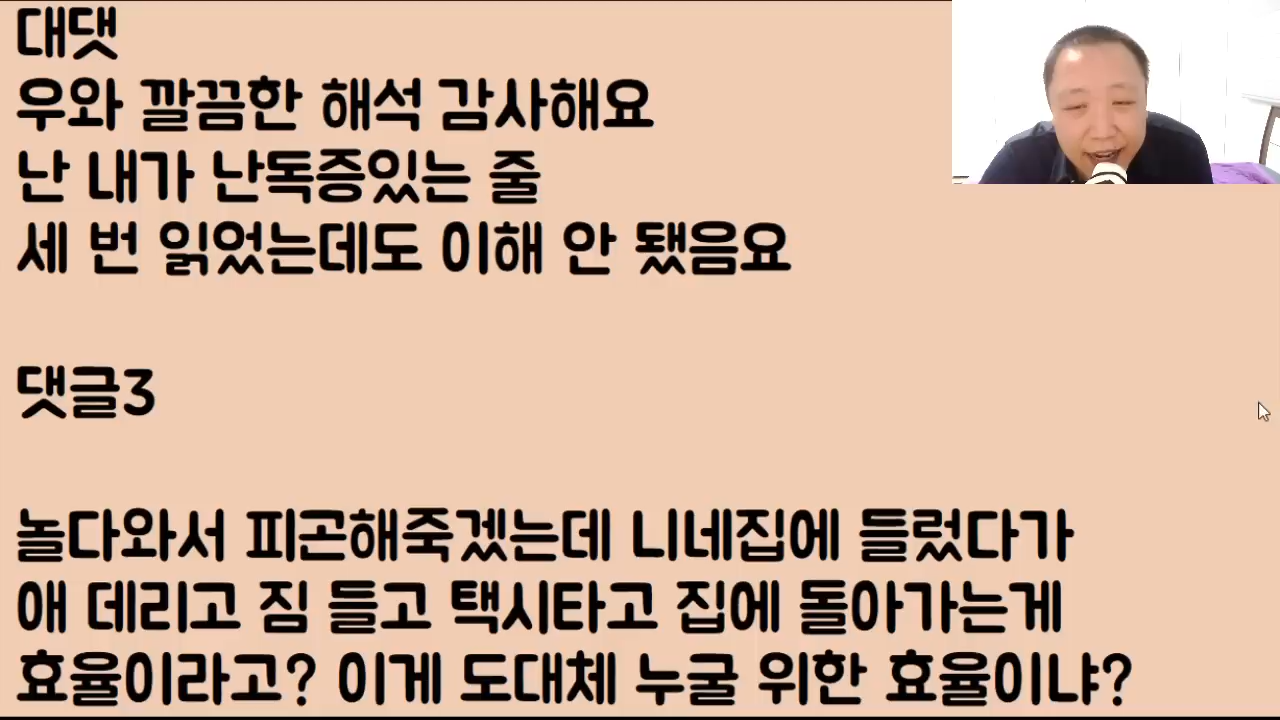 대댓
우와 깔끔한 해석 감사해요
난 내가 난독증있는 줄
세 번 읽었는데도 이해 안 됐음요
댓글3
놀다와서 피곤해죽겠는데 니네집에 들렀다가
애 데리고 짐 들고 택시타고 집에 돌아가는게
효율이라고? 이게 도대체 누굴 위한 효율이냐?